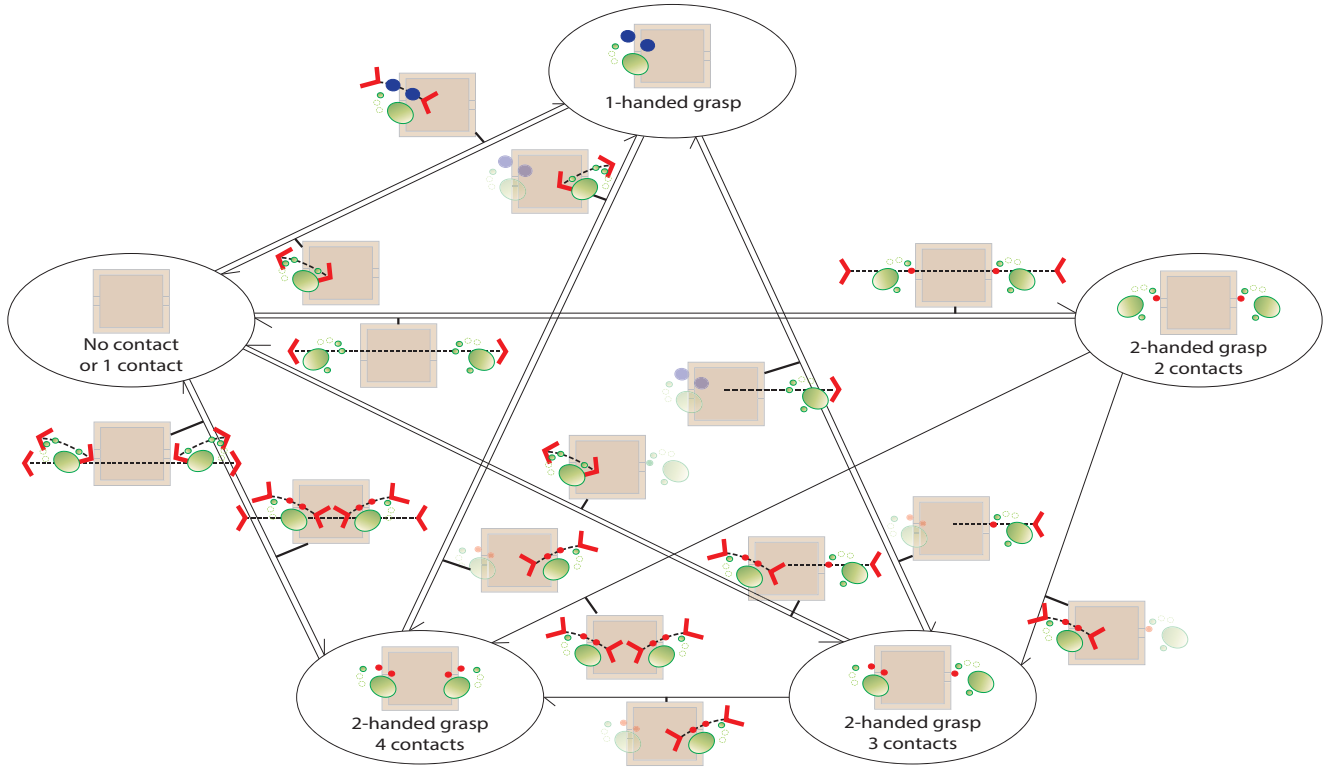 1-handed grasp
No contact
or 1 contact
2-handed grasp
2 contacts
2-handed grasp
4 contacts
2-handed grasp
3 contacts